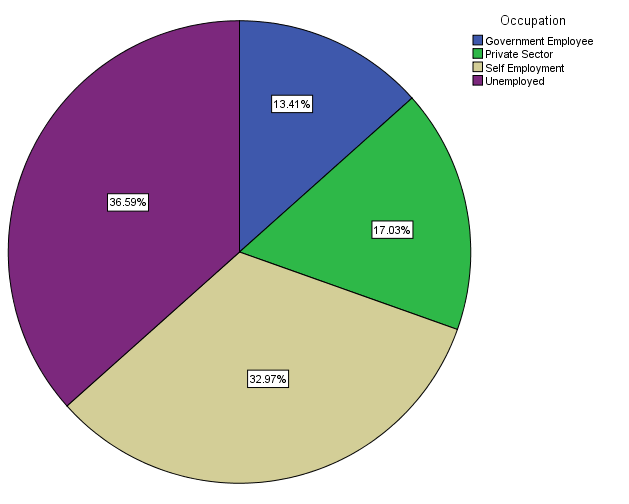 Occupation
Government Employee
Private Sector
Self Employment
Unemployed
13.41%
36.59%
17.03%
32.97%